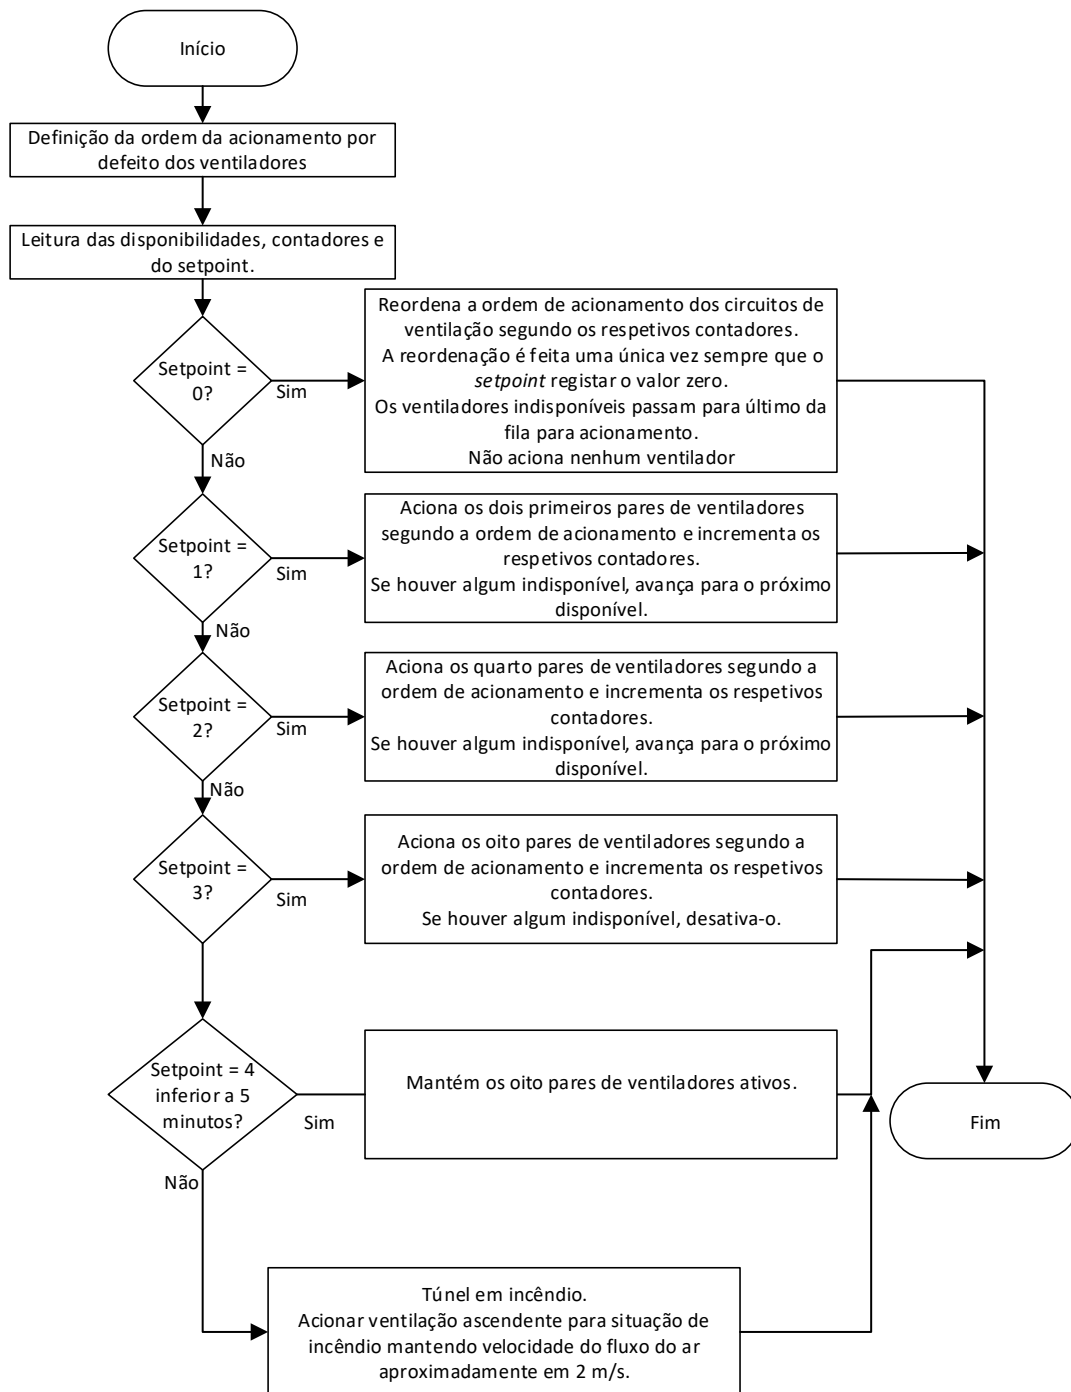 Início
Definição da ordem da acionamento por
defeito dos ventiladores
Leitura das disponibilidades, contadores e
do setpoint.
Setpoint =
0?
Sim
Não
Reordena a ordem de acionamento dos circuitos de
ventilação segundo os respetivos contadores.
A reordenação é feita uma única vez sempre que o
setpoint registar o valor zero.
Os ventiladores indisponíveis passam para último da
fila para acionamento.
Não aciona nenhum ventilador
Setpoint =
1?
Sim
Não
Aciona os dois primeiros pares de ventiladores
segundo a ordem de acionamento e incrementa os
respetivos contadores.
Se houver algum indisponível, avança para o próximo
disponível.
Setpoint =
2?
Sim
Não
Aciona os quarto pares de ventiladores segundo a
ordem de acionamento e incrementa os respetivos
contadores.
Se houver algum indisponível, avança para o próximo
disponível.
Setpoint =
3?
Sim
Aciona os oito pares de ventiladores segundo a
ordem de acionamento e incrementa os respetivos
contadores.
Se houver algum indisponível, desativa-o.
Setpoint = 4
inferior a 5
minutos?
Sim
Não
Mantém os oito pares de ventiladores ativos.
Fim
Túnel em incêndio.
Acionar ventilação ascendente para situação de
incêndio mantendo velocidade do fluxo do ar
aproximadamente em 2 m/s.